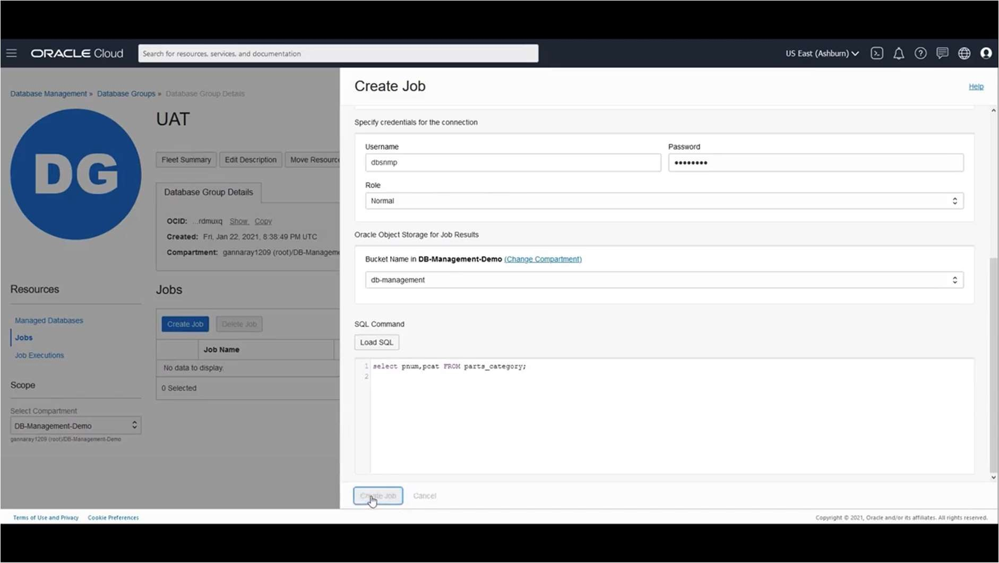 ORACLE Cloud
Search for resources, services, and documentation
US East (Ashburn)
Database Management » Database Groups » Database Group Details
DG
UAT
Fleet Summary
Edit Description
Move Resource
Database Group Details
OCID: ...rdmuxq Show Copy
Created: Fri, Jan 22, 2021, 8:38:49 PM UTC
Compartment: gannaray1209 (root)/DB-Manageme
Resources
Managed Databases
Jobs
Job Executions
Scope
Select Compartment
DB-Management-Demo
gannaray1209 (root)/DB-Management-Demo
Jobs
Create Job
Delete Job
Job Name
No data to display.
0 Selected
Create Job
Help
Specify credentials for the connection
Username
dbsnmp
Password
••••••••
Role
Normal
Oracle Object Storage for Job Results
Bucket Name in DB-Management-Demo (Change Compartment)
db-management
SQL Command
Load SQL
1 select pnum,pcat FROM parts_category;
2
Create Job
Cancel
Terms of Use and Privacy
Cookie Preferences
Copyright © 2021, Oracle and/or its affiliates. All rights reserved.